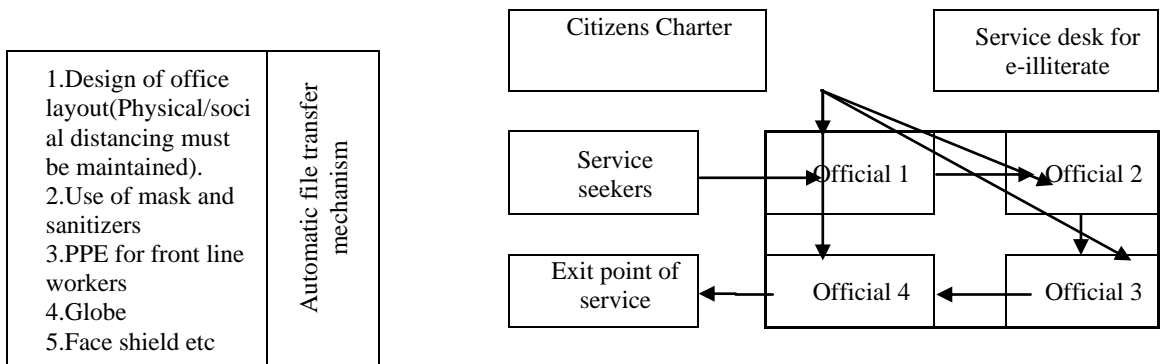 1.Design of office
layout(Physical/soci
al distancing must
be maintained).
2.Use of mask and
sanitizers
3.PPE for front line
workers
4.Globe
5.Face shield etc
Automatic file transfer
mechanism
Citizens Charter
Service desk for
e-illiterate
Service
seekers
Official 1
Official 2
Exit point of
service
Official 4
Official 3